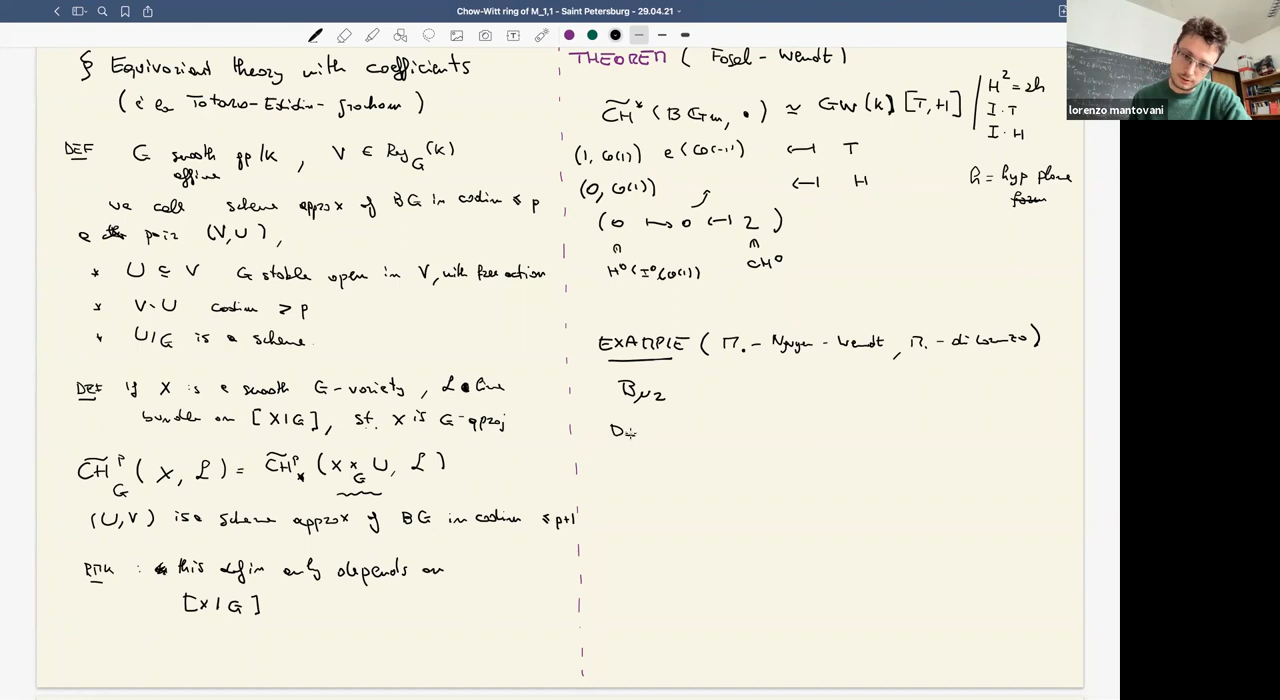 Chow-Witt ring of M_1,1 - Saint Petersburg - 29.04.21
lorenzo mantovani
§ Equivariant theory with coefficients
(à la Totaro-Edidin-Graham)
DEF G smooth gp/k, V ∈ Rep_G(k)
affine
we call scheme approx of BG in codim ≤ p
a pair (V,U),
* U ⊆ V G stable open in V, with free action
* V∖U codim > p
* U/G is a scheme.
DEF If X is a smooth G-variety, ℒ line
bundle on [X/G], st. X is G-qproj
C̃H^p_G (X, ℒ) = C̃H^p (X ×_G U, ℒ)
(U,V) is a scheme approx of BG in codim ≤ p+1
RMK : this defin only depends on
[X/G]
THEOREM (Fasel-Wendt)
C̃H^* (BGm, •) ≃ GW(k)[T,H]
H² = 2h
I·T
I·H
(1, O(1)) e(O(-1)) ↤ T
(0, O(1)) ↤ H
h = hyp plane
form
(0 ↦ 0 ↤ 2)
H⁰(I⁰, O(1)) CH⁰
EXAMPLE (M.-Nguyen-Wendt, M.-di Lorenzo)
Bμ₂